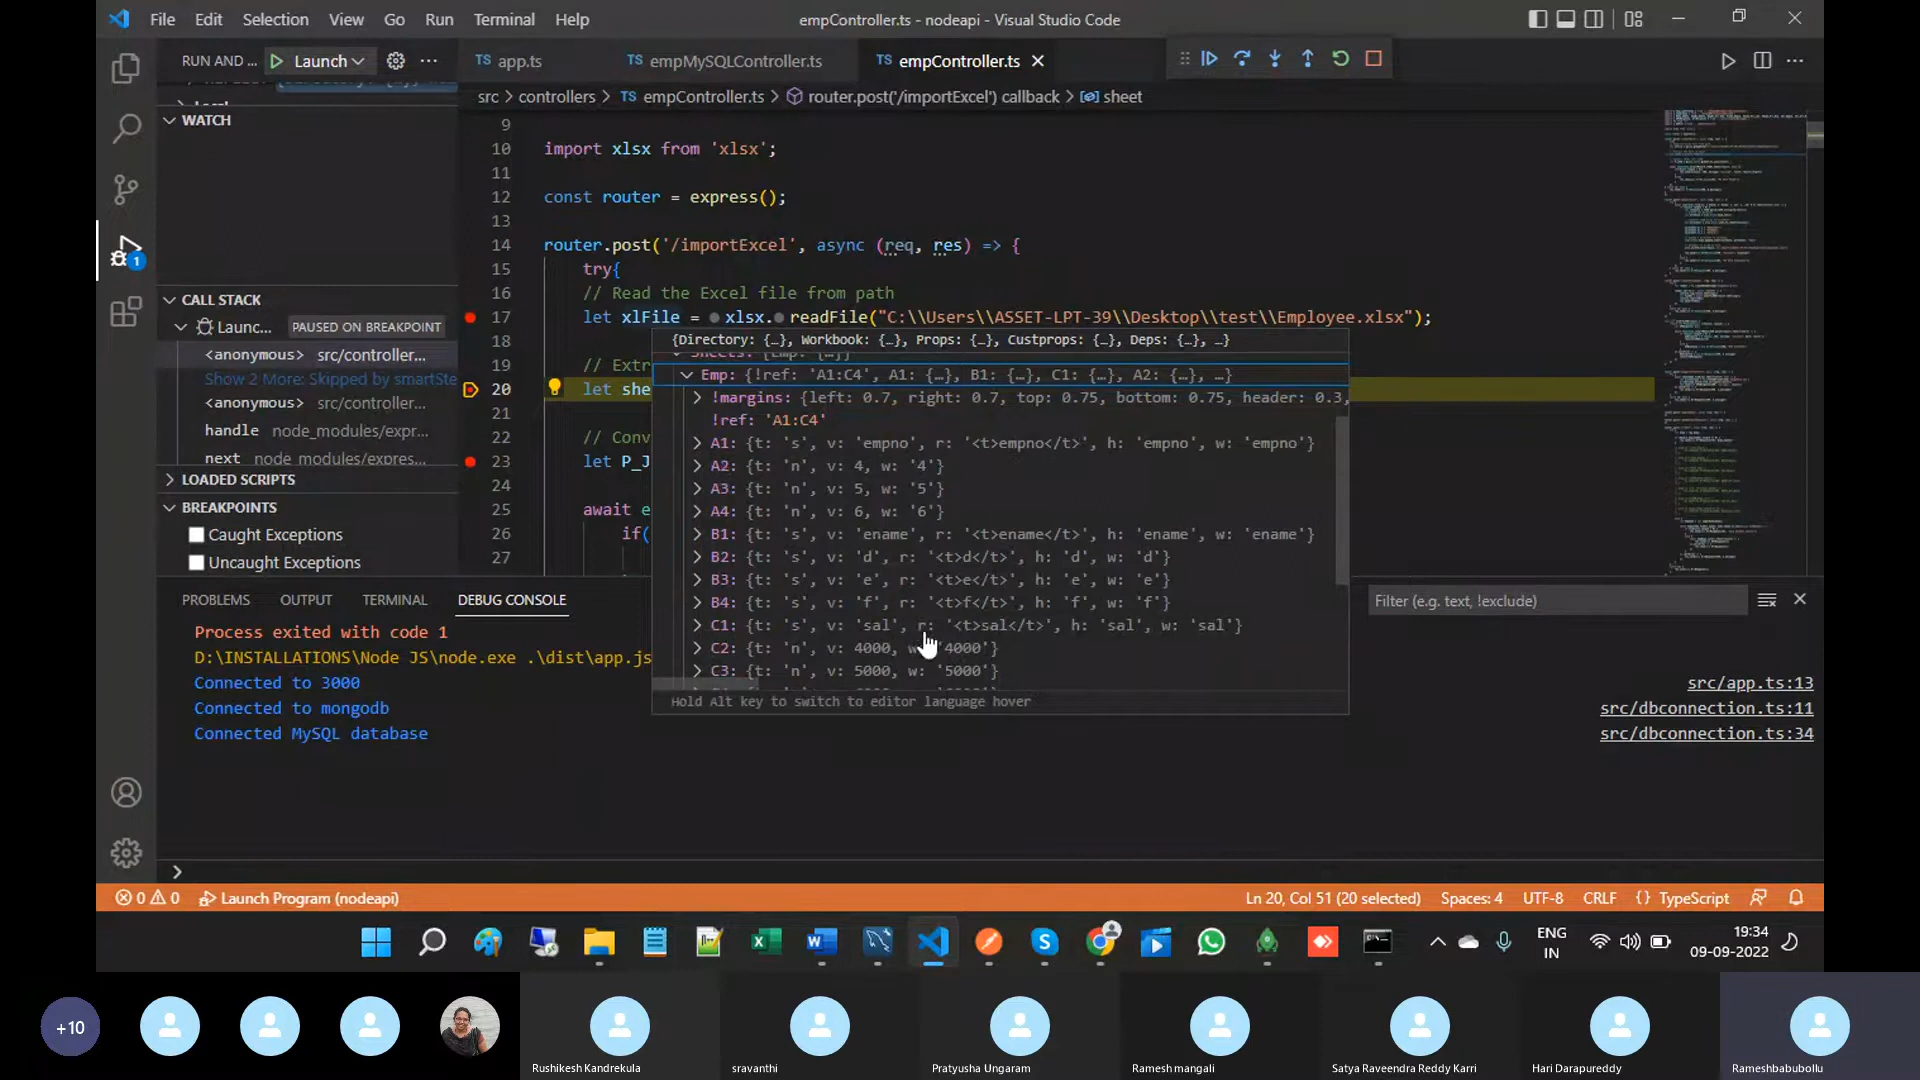 File Edit Selection View Go Run Terminal Help
empController.ts - nodeapi - Visual Studio Code
RUN AND ... Launch
TS app.ts
TS empMySQLController.ts
TS empController.ts
src > controllers > TS empController.ts > router.post('/importExcel') callback > sheet
WATCH
CALL STACK
Launc... PAUSED ON BREAKPOINT
<anonymous> src/controller...
Show 2 More: Skipped by smartSte
<anonymous> src/controller...
handle node_modules/expr...
next node_modules/expres...
LOADED SCRIPTS
BREAKPOINTS
Caught Exceptions
Uncaught Exceptions
9
10 import xlsx from 'xlsx';
11
12 const router = express();
13
14 router.post('/importExcel', async (req, res) => {
15 try{
16 // Read the Excel file from path
17 let xlFile = xlsx.readFile("C:\\Users\\ASSET-LPT-39\\Desktop\\test\\Employee.xlsx");
18
19 // Extr
20 let she
21
22 // Conv
23 let P_J
24
25 await e
26 if(
27
{Directory: {…}, Workbook: {…}, Props: {…}, Custprops: {…}, Deps: {…}, …}
Sheets: {Emp: {…}}
Emp: {!ref: 'A1:C4', A1: {…}, B1: {…}, C1: {…}, A2: {…}, …}
!margins: {left: 0.7, right: 0.7, top: 0.75, bottom: 0.75, header: 0.3,
!ref: 'A1:C4'
A1: {t: 's', v: 'empno', r: '<t>empno</t>', h: 'empno', w: 'empno'}
A2: {t: 'n', v: 4, w: '4'}
A3: {t: 'n', v: 5, w: '5'}
A4: {t: 'n', v: 6, w: '6'}
B1: {t: 's', v: 'ename', r: '<t>ename</t>', h: 'ename', w: 'ename'}
B2: {t: 's', v: 'd', r: '<t>d</t>', h: 'd', w: 'd'}
B3: {t: 's', v: 'e', r: '<t>e</t>', h: 'e', w: 'e'}
B4: {t: 's', v: 'f', r: '<t>f</t>', h: 'f', w: 'f'}
C1: {t: 's', v: 'sal', r: '<t>sal</t>', h: 'sal', w: 'sal'}
C2: {t: 'n', v: 4000, w: '4000'}
C3: {t: 'n', v: 5000, w: '5000'}
Hold Alt key to switch to editor language hover
PROBLEMS OUTPUT TERMINAL DEBUG CONSOLE
Filter (e.g. text, !exclude)
Process exited with code 1
D:\INSTALLATIONS\Node JS\node.exe .\dist\app.js
Connected to 3000 src/app.ts:13
Connected to mongodb src/dbconnection.ts:11
Connected MySQL database src/dbconnection.ts:34
0 0 Launch Program (nodeapi)
Ln 20, Col 51 (20 selected) Spaces: 4 UTF-8 CRLF {} TypeScript
ENG
IN
19:34
09-09-2022
+10
Rushikesh Kandrekula
sravanthi
Pratyusha Ungaram
Ramesh mangali
Satya Raveendra Reddy Karri
Hari Darapureddy
Rameshbabubollu